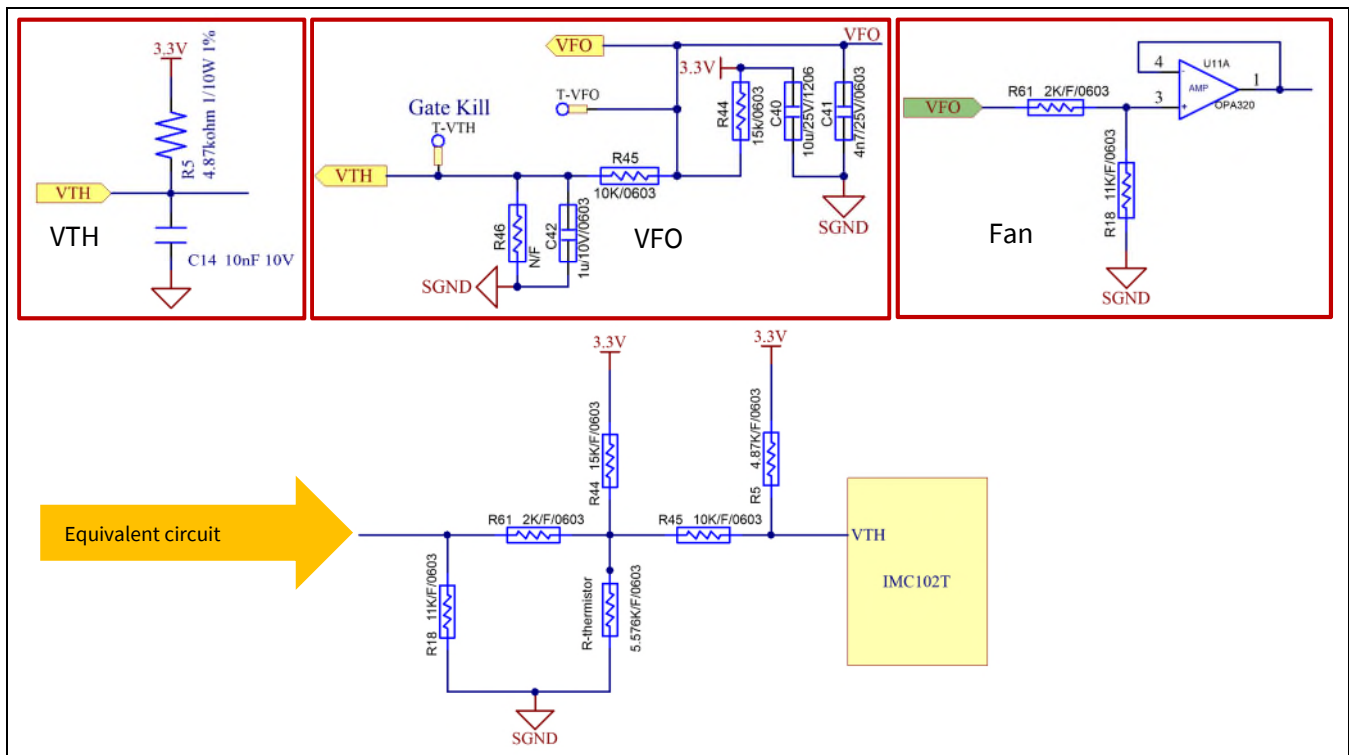 3.3V
R5
4.87kohm 1/10W 1%
VTH
C14 10nF 10V
VTH
VFO
VFO
3.3V
T-VFO
Gate Kill
T-VTH
R44
15k/0603
C40
10u/25V/1206
C41
4n7/25V/0603
R45
10K/0603
VTH
R46
N/F
C42
1u/10V/0603
VFO
SGND
SGND
U11A
R61 2K/F/0603
4
-
AMP
1
3
+
OPA320
VFO
R18 11K/F/0603
Fan
SGND
3.3V
3.3V
R44 15K/F/0603
R5 4.87K/F/0603
Equivalent circuit
R61 2K/F/0603
R45 10K/F/0603
VTH
IMC102T
R18 11K/F/0603
R-thermistor
5.576K/F/0603
SGND